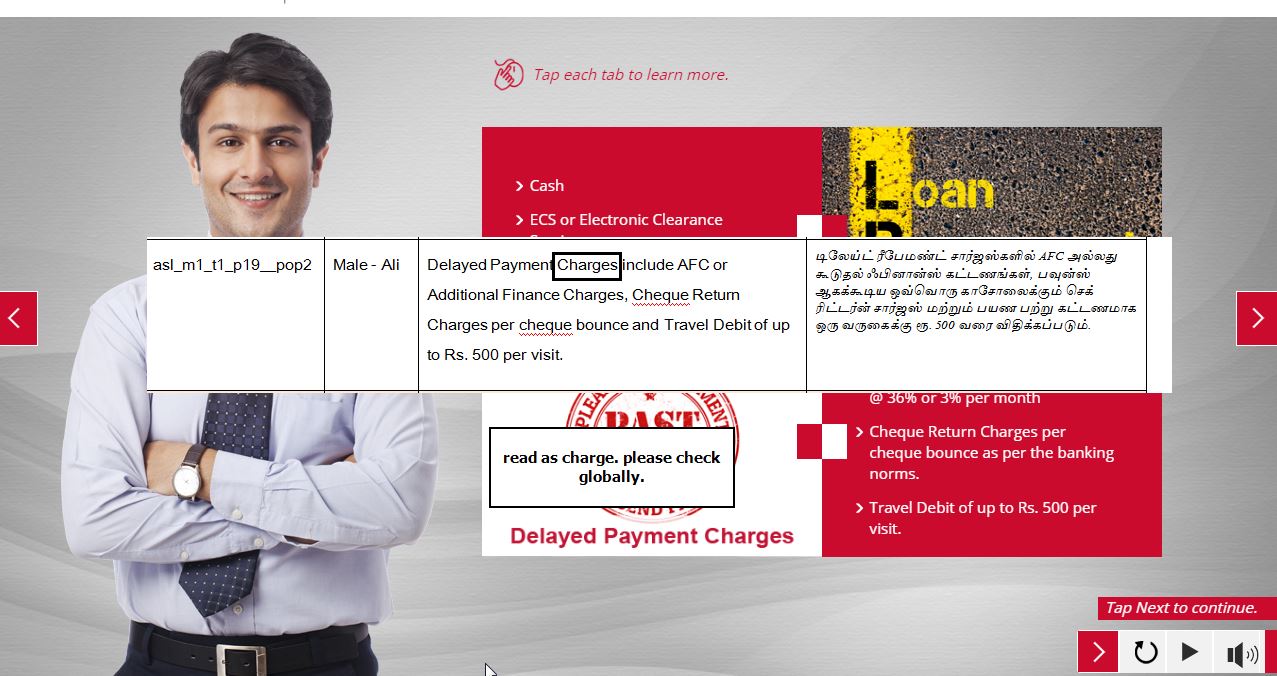 Tap each tab to learn more.
Cash
ECS or Electronic Clearance
Loan
asl_m1_t1_p19__pop2
Male - Ali
Delayed Payment Charges include AFC or
Additional Finance Charges, Cheque Return
Charges per cheque bounce and Travel Debit of up
to Rs. 500 per visit.
டிலேய்ட் ரீபேமண்ட் சார்ஜஸ்களில் AFC அல்லது
கூடுதல் ஃபினான்ஸ் கட்டணங்கள், பவுன்ஸ்
ஆகக்கூடிய ஒவ்வொரு காசோலைக்கும் செக்
ரிட்டர்ன் சார்ஜஸ் மற்றும் பயண பற்று கட்டணமாக
ஒரு வருகைக்கு ரூ. 500 வரை விதிக்கப்படும்.
PAST
read as charge. please check
globally.
Delayed Payment Charges
@ 36% or 3% per month
Cheque Return Charges per
cheque bounce as per the banking
norms.
Travel Debit of up to Rs. 500 per
visit.
Tap Next to continue.